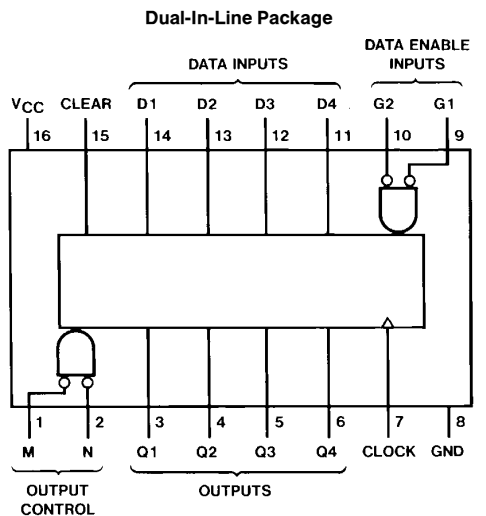 Dual-In-Line Package
DATA ENABLE
INPUTS
DATA INPUTS
VCC CLEAR D1 D2 D3 D4 G2 G1
16 15 14 13 12 11 10 9
1 2 3 4 5 6 7 8
M N Q1 Q2 Q3 Q4 CLOCK GND
OUTPUT
CONTROL
OUTPUTS